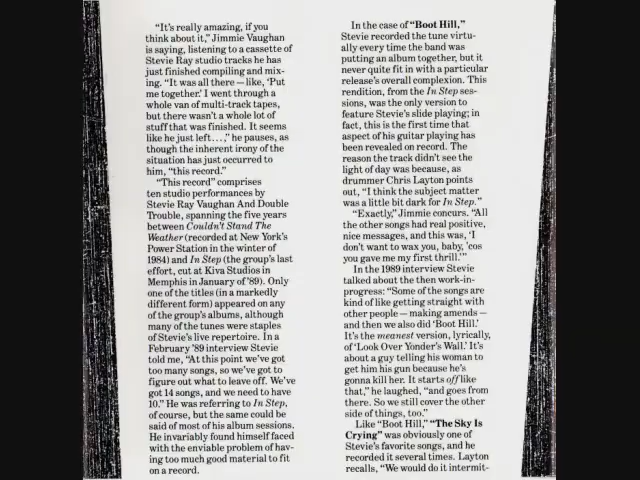 "It's really amazing, if you
think about it," Jimmie Vaughan
is saying, listening to a cassette of
Stevie Ray studio tracks he has
just finished compiling and mix-
ing. "It was all there — like, 'Put
me together.' I went through a
whole van of multi-track tapes,
but there wasn't a whole lot of
stuff that was finished. It seems
like he just left....," he pauses, as
though the inherent irony of the
situation has just occurred to
him, "this record."
"This record" comprises
ten studio performances by
Stevie Ray Vaughan And Double
Trouble, spanning the five years
between Couldn't Stand The
Weather (recorded at New York's
Power Station in the winter of
1984) and In Step (the group's last
effort, cut at Kiva Studios in
Memphis in January of '89). Only
one of the titles (in a markedly
different form) appeared on any
of the group's albums, although
many of the tunes were staples
of Stevie's live repertoire. In a
February '89 interview Stevie
told me, "At this point we've got
too many songs, so we've got to
figure out what to leave off. We've
got 14 songs, and we need to have
10." He was referring to In Step,
of course, but the same could be
said of most of his album sessions.
He invariably found himself faced
with the enviable problem of hav-
ing too much good material to fit
on a record.
In the case of "Boot Hill,"
Stevie recorded the tune virtu-
ally every time the band was
putting an album together, but it
never quite fit in with a particular
release's overall complexion. This
rendition, from the In Step ses-
sions, was the only version to
feature Stevie's slide playing; in
fact, this is the first time that
aspect of his guitar playing has
been revealed on record. The
reason the track didn't see the
light of day was because, as
drummer Chris Layton points
out, "I think the subject matter
was a little bit dark for In Step."
"Exactly," Jimmie concurs. "All
the other songs had real positive,
nice messages, and this was, 'I
don't want to wax you, baby, 'cos
you gave me my first thrill.'"
In the 1989 interview Stevie
talked about the then work-in-
progress: "Some of the songs are
kind of like getting straight with
other people — making amends —
and then we also did 'Boot Hill.'
It's the meanest version, lyrically,
of 'Look Over Yonder's Wall.' It's
about a guy telling his woman to
get him his gun because he's
gonna kill her. It starts off like
that," he laughed, "and goes from
there. So we still cover the other
side of things, too."
Like "Boot Hill," "The Sky Is
Crying" was obviously one of
Stevie's favorite songs, and he
recorded it several times. Layton
recalls, "We would do it intermit-